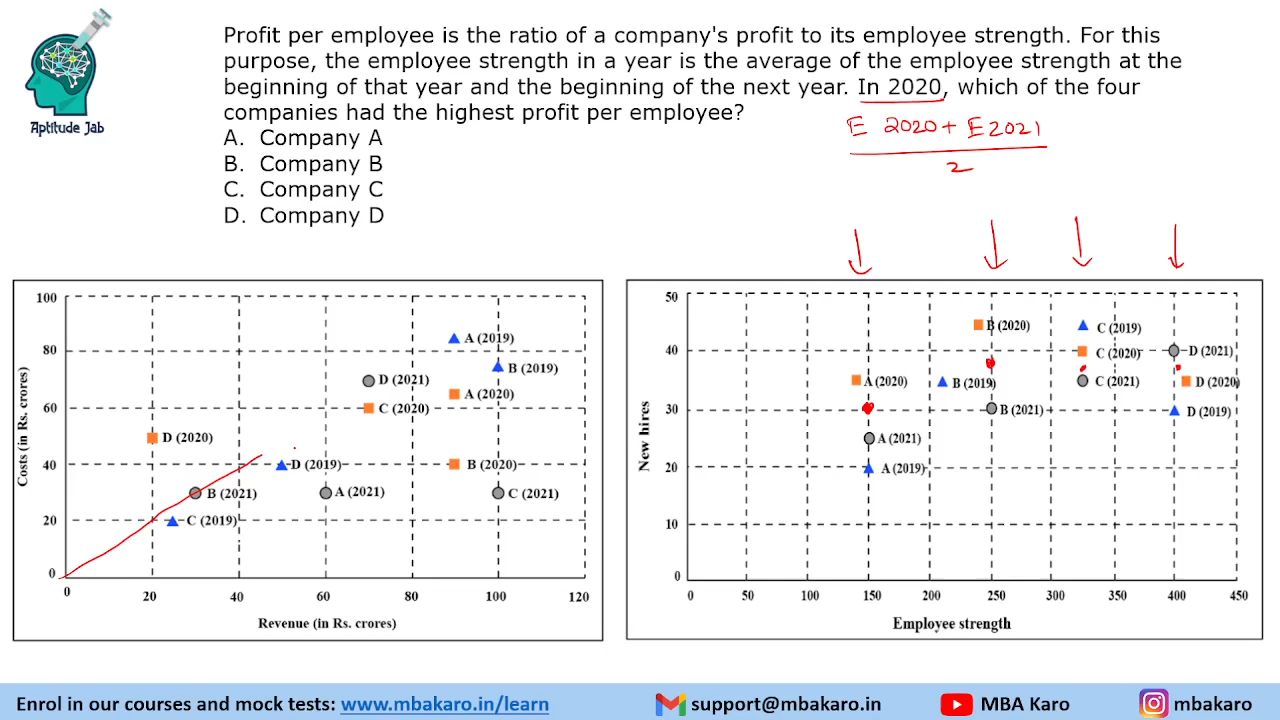 Profit per employee is the ratio of a company's profit to its employee strength. For this
purpose, the employee strength in a year is the average of the employee strength at the
beginning of that year and the beginning of the next year. In 2020, which of the four
companies had the highest profit per employee?
A. Company A
B. Company B
C. Company C
D. Company D
Aptitude Jab
E 2020 + E 2021
2
100
80
60
40
20
0
Costs (in Rs. crores)
A (2019)
B (2019)
D (2021)
A (2020)
C (2020)
D (2020)
D (2019)
B (2020)
B (2021)
A (2021)
C (2021)
C (2019)
0 20 40 60 80 100 120
Revenue (in Rs. crores)
50
40
30
20
10
0
New hires
B (2020)
C (2019)
C (2020)
D (2021)
A (2020)
B (2019)
C (2021)
D (2020)
B (2021)
D (2019)
A (2021)
A (2019)
0 50 100 150 200 250 300 350 400 450
Employee strength
Enrol in our courses and mock tests: www.mbakaro.in/learn
support@mbakaro.in
MBA Karo
mbakaro